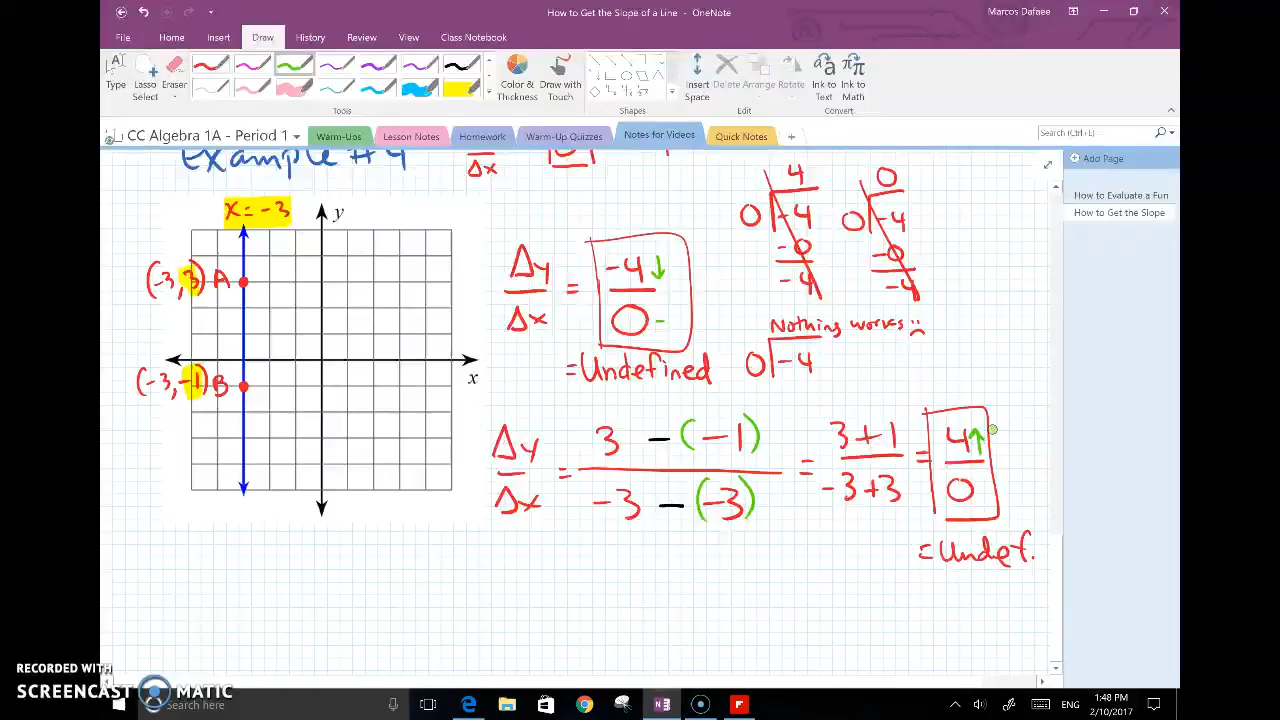 How to Get the Slope of a Line - OneNote
Marcos Dafaee
File Home Insert Draw History Review View Class Notebook
Type
Lasso Select
Eraser
Color & Thickness
Draw with Touch
Insert Space
Delete
Arrange
Rotate
Ink to Text
Ink to Math
Tools
Shapes
Edit
Convert
CC Algebra 1A - Period 1
Warm-Ups
Lesson Notes
Homework
Warm-Up Quizzes
Notes for Videos
Quick Notes
+
Search (Ctrl+E)
Add Page
How to Evaluate a Fun
How to Get the Slope
Example #4
Δx
x = -3
y
(-3, 3) A
(-3, -1) B
x
Δy/Δx = -4↓/0 -
= Undefined
4
0 -4
-0
-4
0
0 -4
-0
-4
Nothing works
0 -4
Δy/Δx = 3 - (-1)/-3 - (-3) = 3+1/-3+3 = 4↑/0
= Undef.
RECORDED WITH
SCREENCAST MATIC
search here
ENG
1:48 PM
2/10/2017